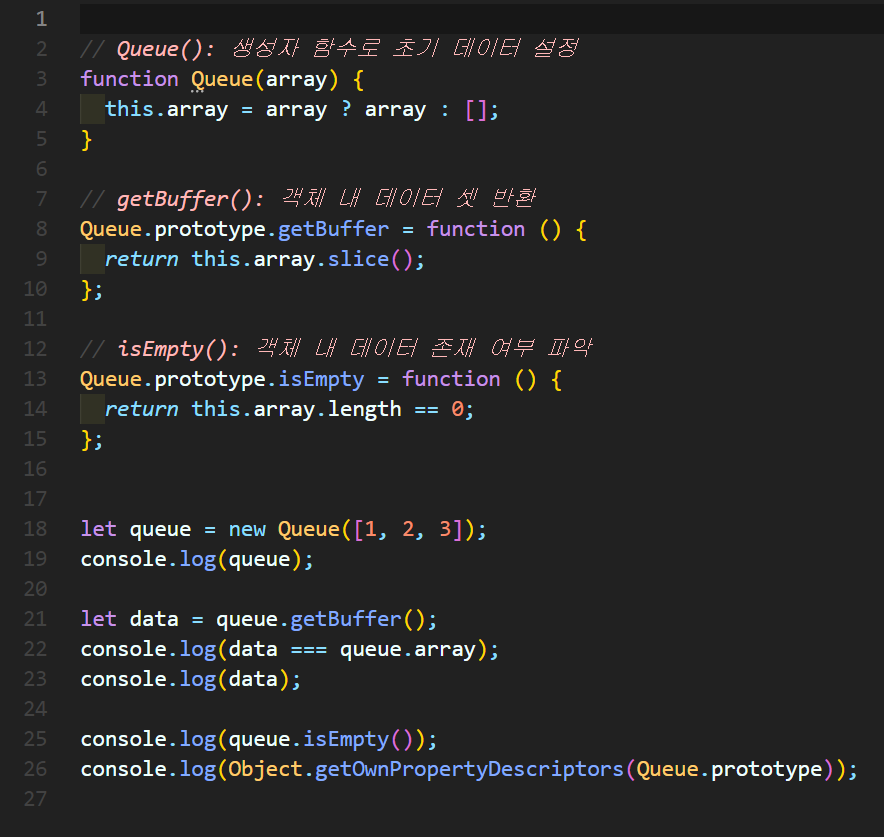 1
2 // Queue(): 생성자 함수로 초기 데이터 설정
3 function Queue(array) {
4 this.array = array ? array : [];
5 }
6
7 // getBuffer(): 객체 내 데이터 셋 반환
8 Queue.prototype.getBuffer = function () {
9 return this.array.slice();
10 };
11
12 // isEmpty(): 객체 내 데이터 존재 여부 파악
13 Queue.prototype.isEmpty = function () {
14 return this.array.length == 0;
15 };
16
17
18 let queue = new Queue([1, 2, 3]);
19 console.log(queue);
20
21 let data = queue.getBuffer();
22 console.log(data === queue.array);
23 console.log(data);
24
25 console.log(queue.isEmpty());
26 console.log(Object.getOwnPropertyDescriptors(Queue.prototype));
27